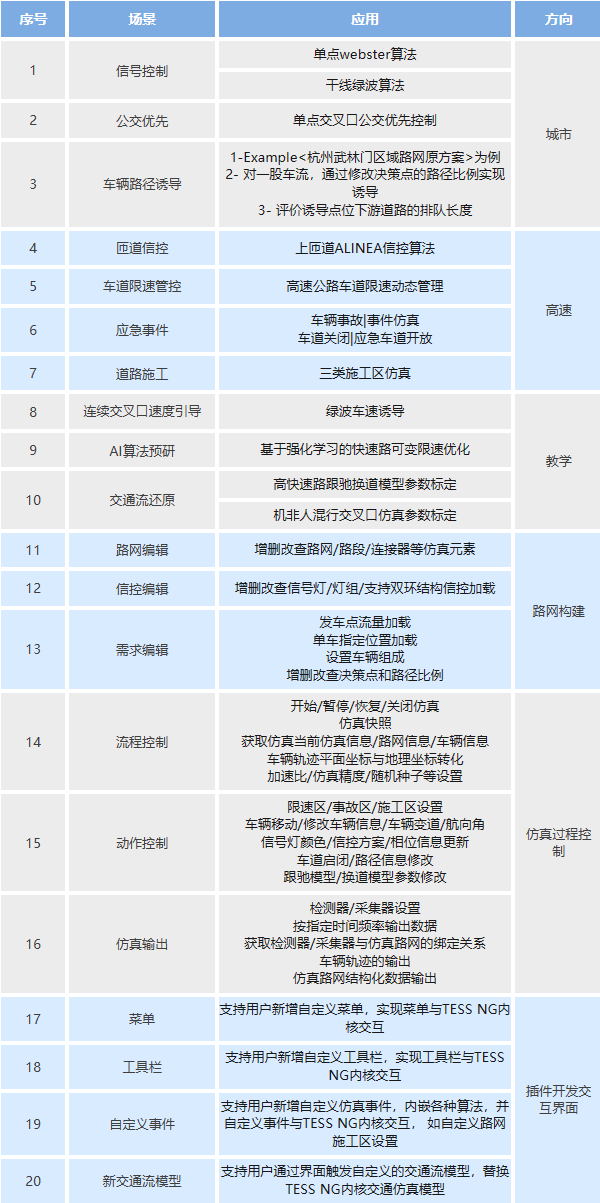 序号 场景 应用 方向
1 信号控制 单点webster算法
干线绿波算法
2 公交优先 单点交叉口公交优先控制
城市
3 车辆路径诱导 1-Example<杭州武林门区域路网原方案>为例
2- 对一股车流，通过修改决策点的路径比例实现
诱导
3- 评价诱导点位下游道路的排队长度
4 匝道信控 上匝道ALINEA信控算法
5 车道限速管控 高速公路车道限速动态管理
高速
6 应急事件 车辆事故|事件仿真
车道关闭|应急车道开放
7 道路施工 三类施工区仿真
8 连续交叉口速度引导 绿波车速诱导
9 AI算法预研 基于强化学习的快速路可变限速优化
教学
10 交通流还原 高快速路跟驰换道模型参数标定
机非人混行交叉口仿真参数标定
11 路网编辑 增删改查路网/路段/连接器等仿真元素
12 信控编辑 增删改查信号灯/灯组/支持双环结构信控加载
路网构建
13 需求编辑 发车点流量加载
单车指定位置加载
设置车辆组成
增删改查决策点和路径比例
14 流程控制 开始/暂停/恢复/关闭仿真
仿真快照
获取仿真当前仿真信息/路网信息/车辆信息
车辆轨迹平面坐标与地理坐标转化
加速比/仿真精度/随机种子等设置
15 动作控制 限速区/事故区/施工区设置
车辆移动/修改车辆信息/车辆变道/航向角
信号灯颜色/信控方案/相位信息更新
车道启闭/路径信息修改
跟驰模型/换道模型参数修改
仿真过程控
制
16 仿真输出 检测器/采集器设置
按指定时间频率输出数据
获取检测器/采集器与仿真路网的绑定关系
车辆轨迹的输出
仿真路网结构化数据输出
17 菜单 支持用户新增自定义菜单，实现菜单与TESS NG内
核交互
18 工具栏 支持用户新增自定义工具栏，实现工具栏与TESS
NG内核交互
插件开发交
互界面
19 自定义事件 支持用户新增自定义仿真事件，内嵌各种算法，并
自定义事件与TESS NG内核交互， 如自定义路网
施工区设置
20 新交通流模型 支持用户通过界面触发自定义的交通流模型，替换
TESS NG内核交通仿真模型